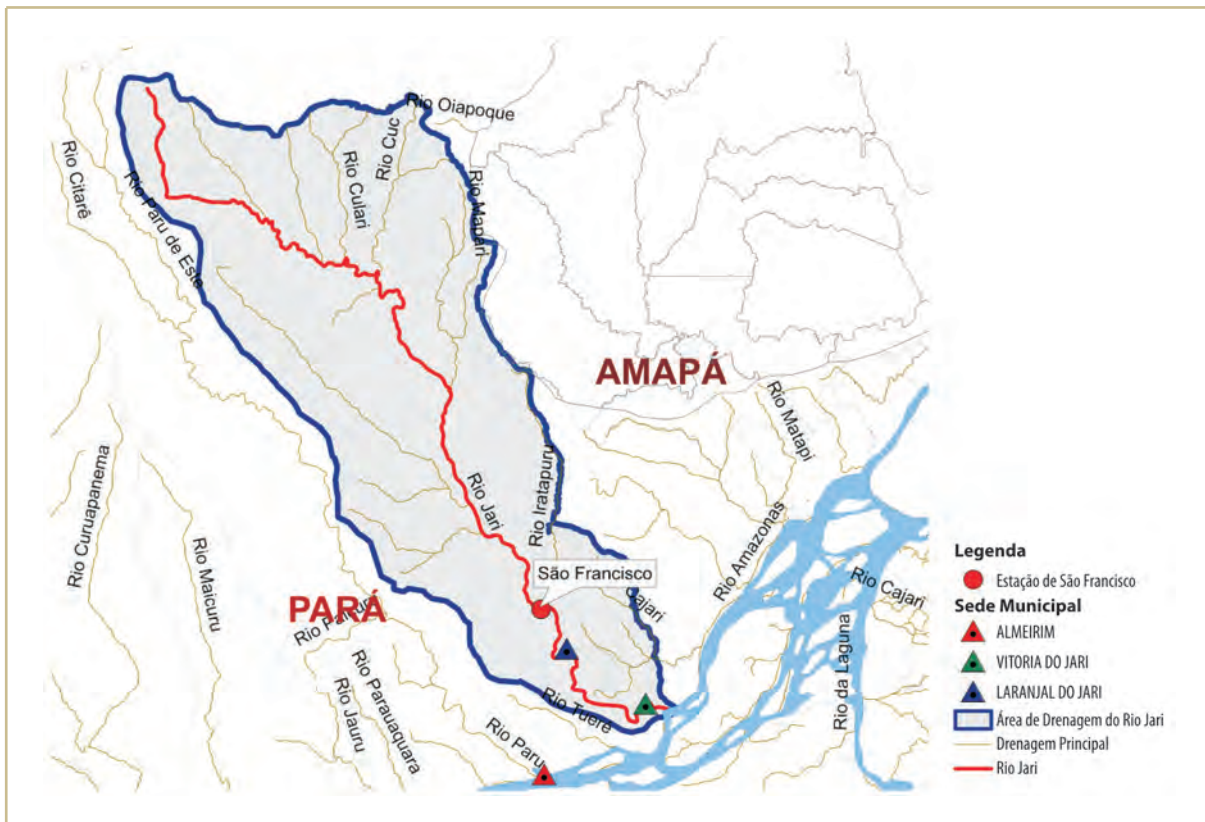 Rio Oiapoque
Rio Cuc
Rio Citarê
Rio Culari
Rio Paru de Este
Rio Mapari
AMAPÁ
Rio Matapi
Rio Iratapuru
Rio Jari
Rio Curuapanema
Rio Maicuru
São Francisco
Rio Amazonas
Cajari
Rio Cajari
PARÁ
Rio da Laguna
Rio Parauaquara
Rio Jauru
Rio Tuere
Rio Paru
Legenda
Estação de São Francisco
Sede Municipal
ALMEIRIM
VITORIA DO JARI
LARANJAL DO JARI
Área de Drenagem do Rio Jari
Drenagem Principal
Rio Jari